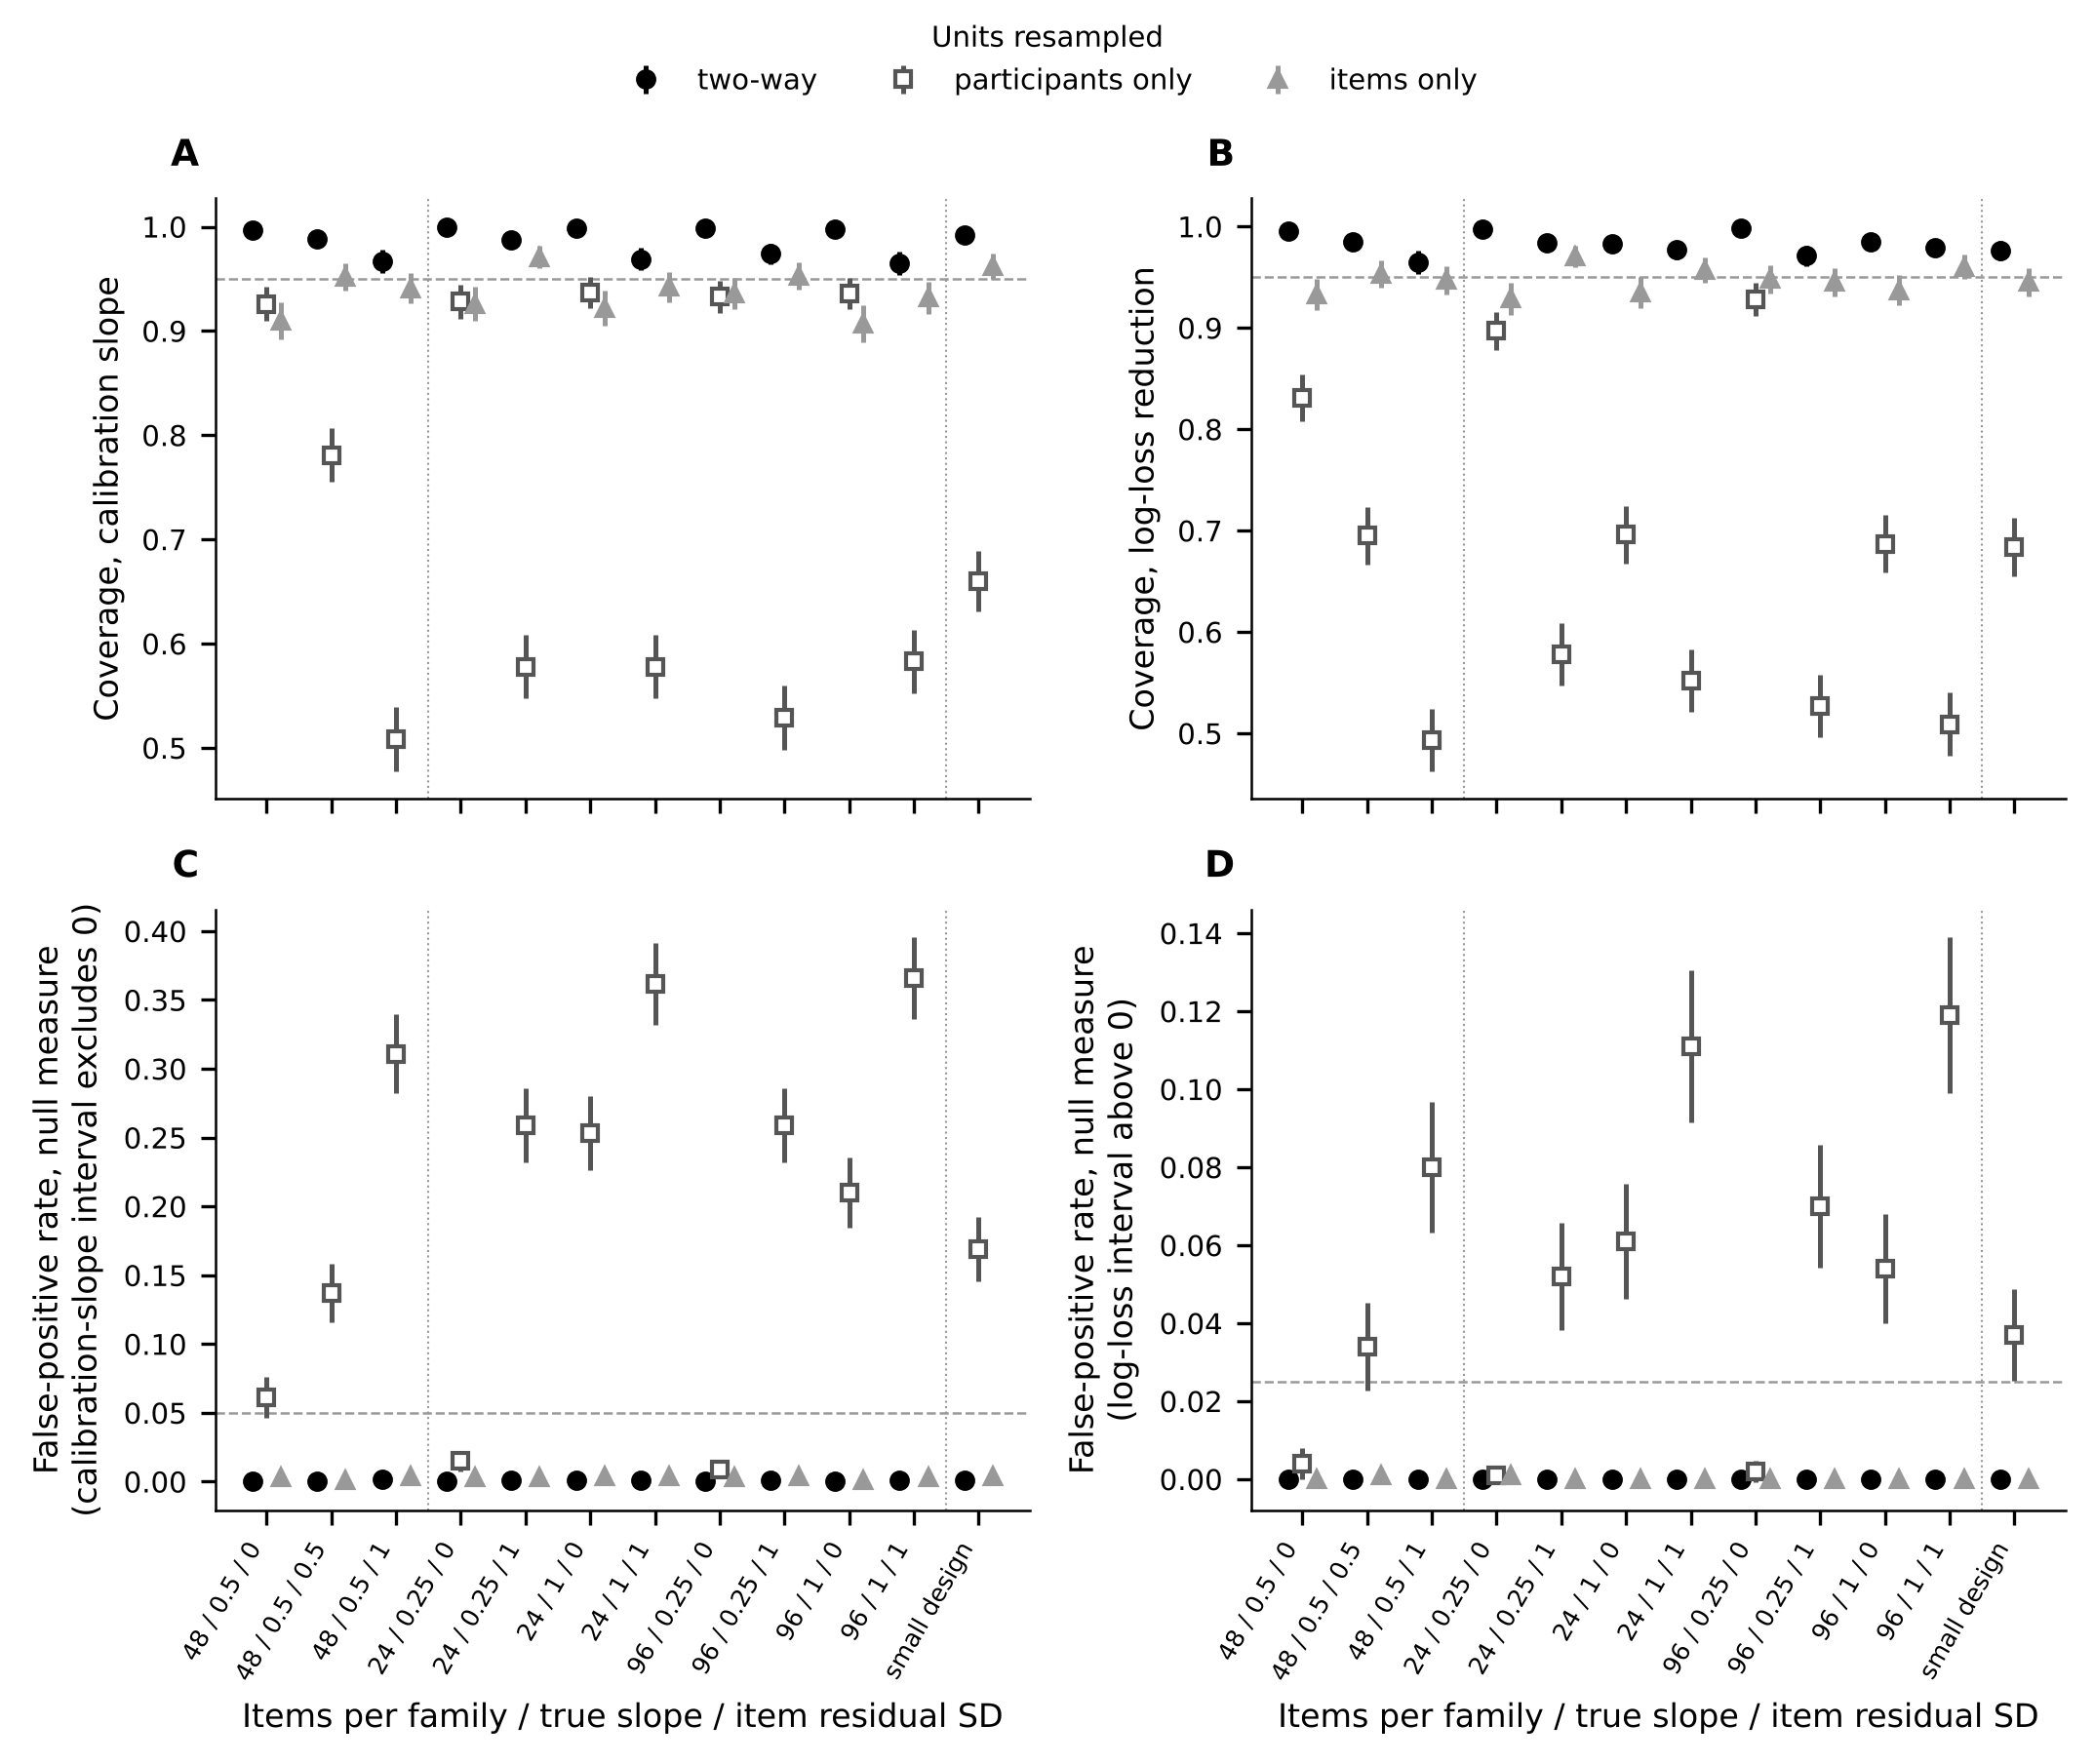 Units resampled
two-way participants only items only
A
1.0
0.9
0.8
0.7
0.6
0.5
Coverage, calibration slope
B
1.0
0.9
0.8
0.7
0.6
0.5
Coverage, log-loss reduction
C
0.40
0.35
0.30
0.25
0.20
0.15
0.10
0.05
0.00
False-positive rate, null measure
(calibration-slope interval excludes 0)
48 / 0.5 / 0
48 / 0.5 / 0.5
48 / 0.5 / 1
24 / 0.25 / 0
24 / 0.25 / 1
24 / 1 / 0
24 / 1 / 1
96 / 0.25 / 0
96 / 0.25 / 1
96 / 1 / 0
96 / 1 / 1
small design
Items per family / true slope / item residual SD
D
0.14
0.12
0.10
0.08
0.06
0.04
0.02
0.00
False-positive rate, null measure
(log-loss interval above 0)
48 / 0.5 / 0
48 / 0.5 / 0.5
48 / 0.5 / 1
24 / 0.25 / 0
24 / 0.25 / 1
24 / 1 / 0
24 / 1 / 1
96 / 0.25 / 0
96 / 0.25 / 1
96 / 1 / 0
96 / 1 / 1
small design
Items per family / true slope / item residual SD